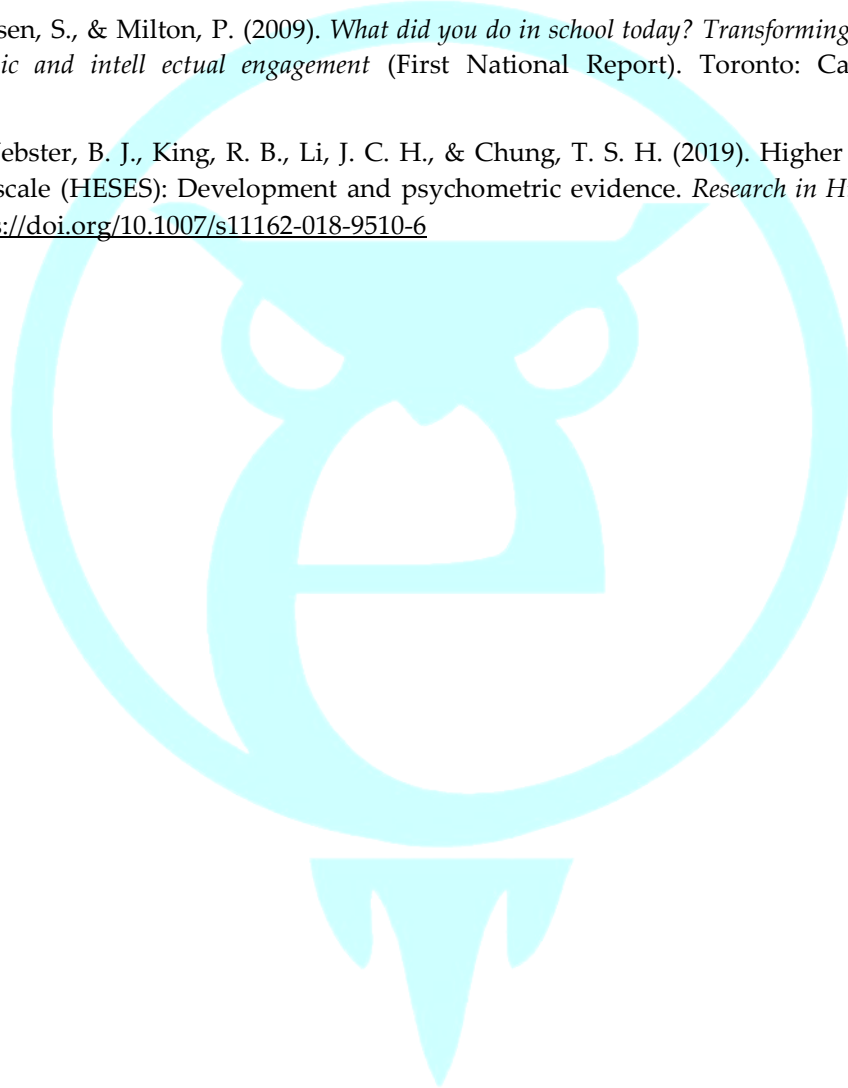 sen, S., & Milton, P. (2009). What did you do in school today? Transforming
ic and intell ectual engagement (First National Report). Toronto: Ca
ebster, B. J., King, R. B., Li, J. C. H., & Chung, T. S. H. (2019). Higher
scale (HESES): Development and psychometric evidence. Research in H
s://doi.org/10.1007/s11162-018-9510-6